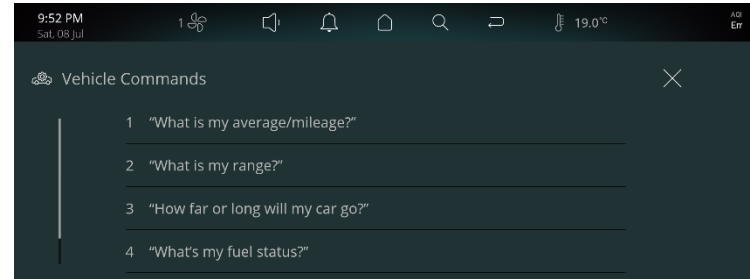 9:52 PM
Sat, 08 Jul
1
19.0°C
AQI
Err
Vehicle Commands
1 “What is my average/mileage?”
2 “What is my range?”
3 “How far or long will my car go?”
4 “What’s my fuel status?”